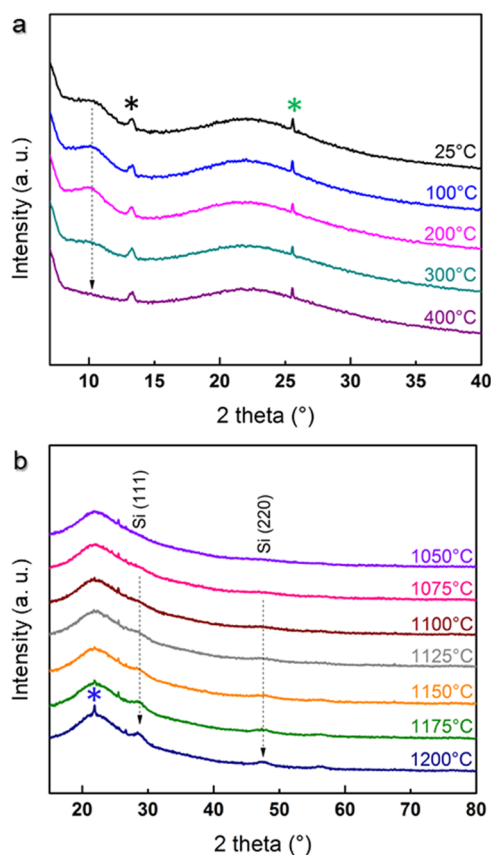 a
*
*
25°C
100°C
200°C
300°C
400°C
Intensity (a. u.)
10 15 20 25 30 35 40
2 theta (°)
b
Si (111)
Si (220)
1050°C
1075°C
1100°C
1125°C
1150°C
1175°C
*
1200°C
Intensity (a. u.)
20 30 40 50 60 70 80
2 theta (°)